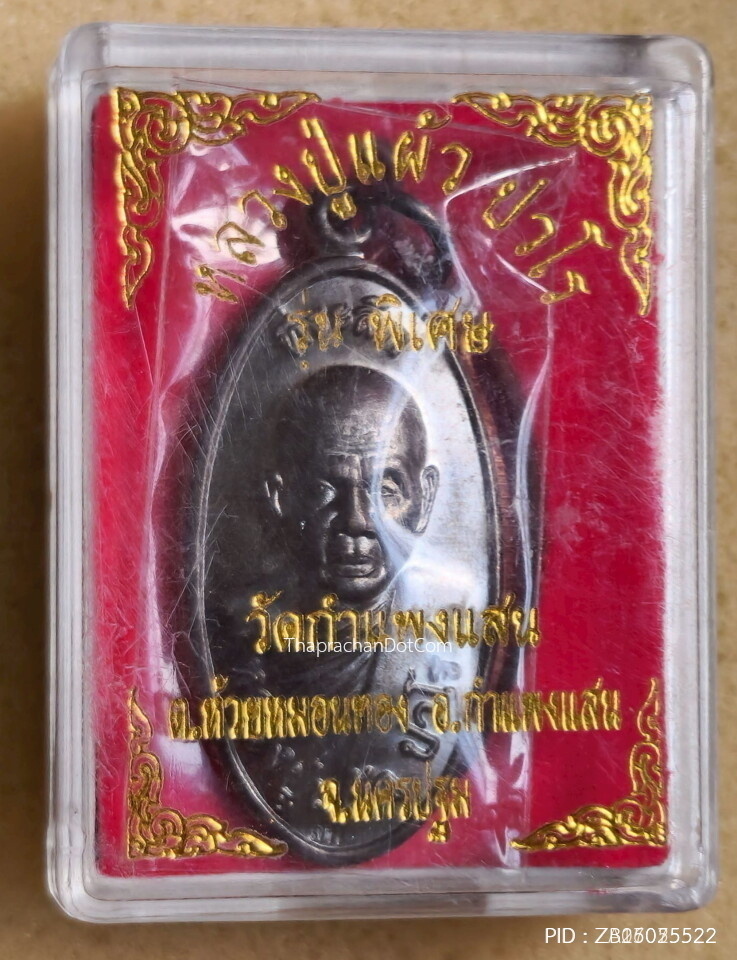 หลวงปู่แผ้ว ปวโร
รุ่น พิเศษ
วัดกำแพงแสน
ThaprachanDotCom
ต.ห้วยหมอนทอง อ.กำแพงแสน
จ.นครปฐม
PID :